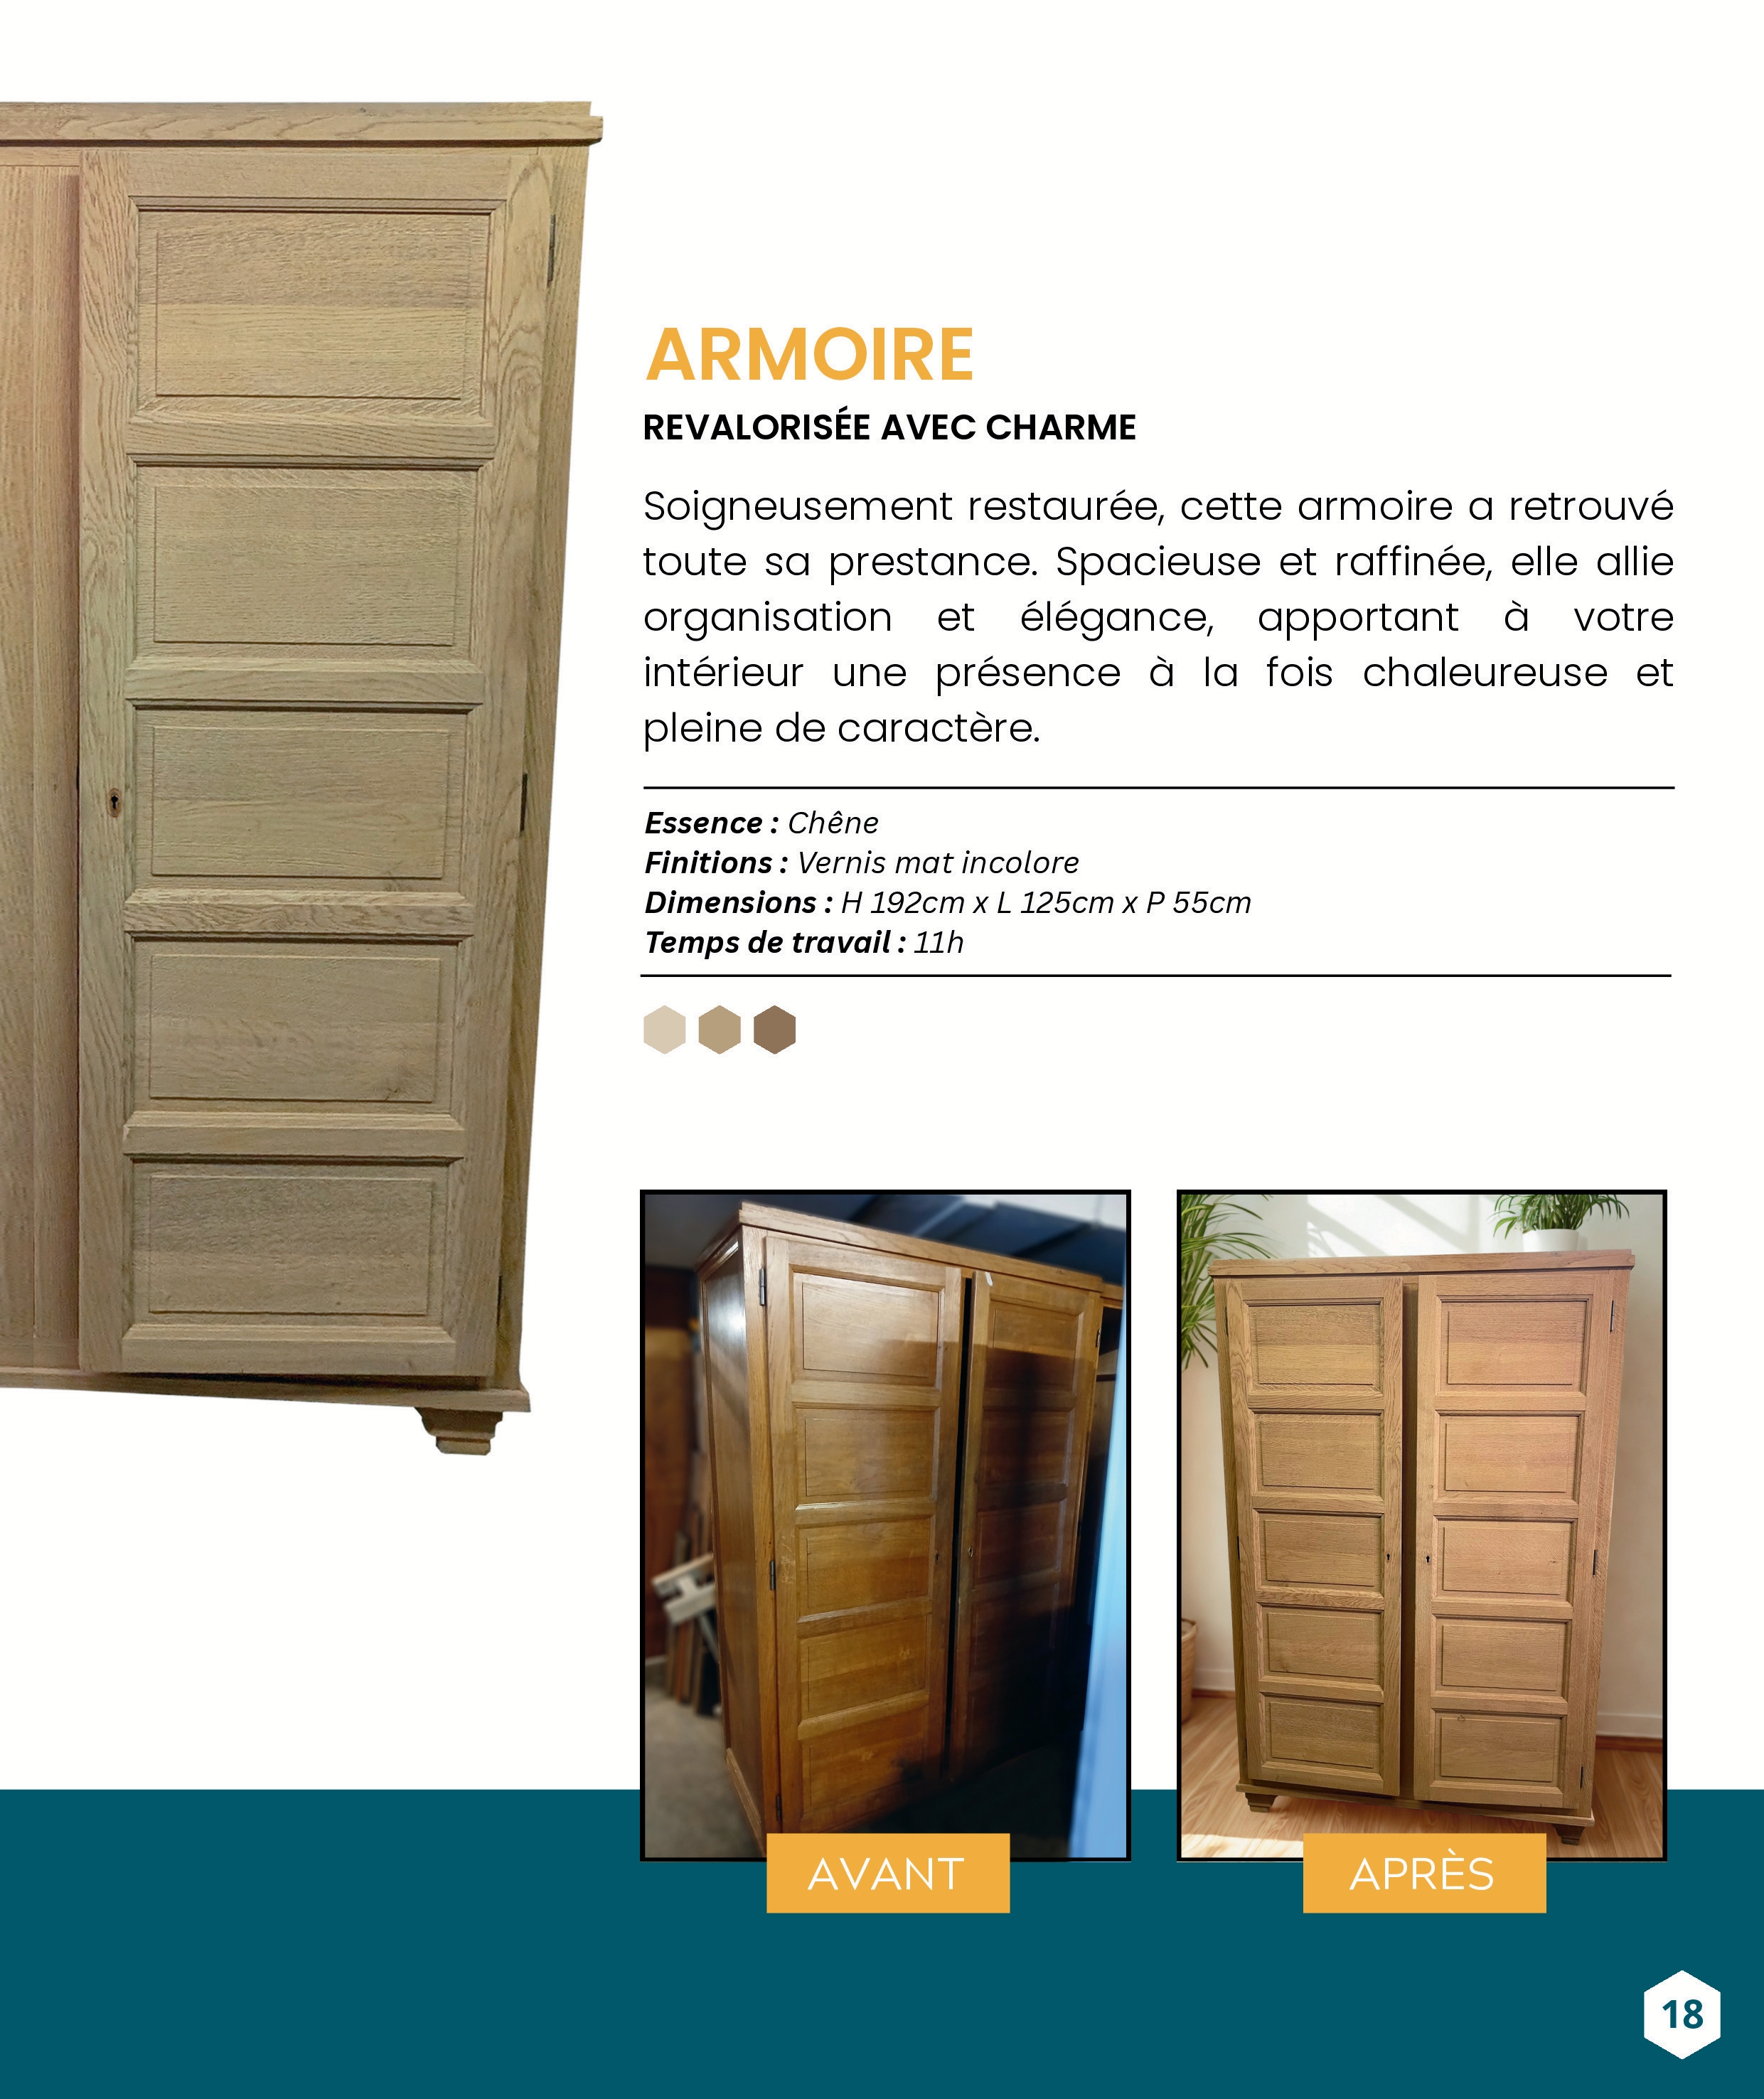 ARMOIRE
REVALORISÉE AVEC CHARME
Soigneusement restaurée, cette armoire a retrouvé
toute sa prestance. Spacieuse et raffinée, elle allie
organisation et élégance, apportant à votre
intérieur une présence à la fois chaleureuse et
pleine de caractère.
Essence : Chêne
Finitions : Vernis mat incolore
Dimensions : H 192cm x L 125cm x P 55cm
Temps de travail : 11h
AVANT
APRÈS
18